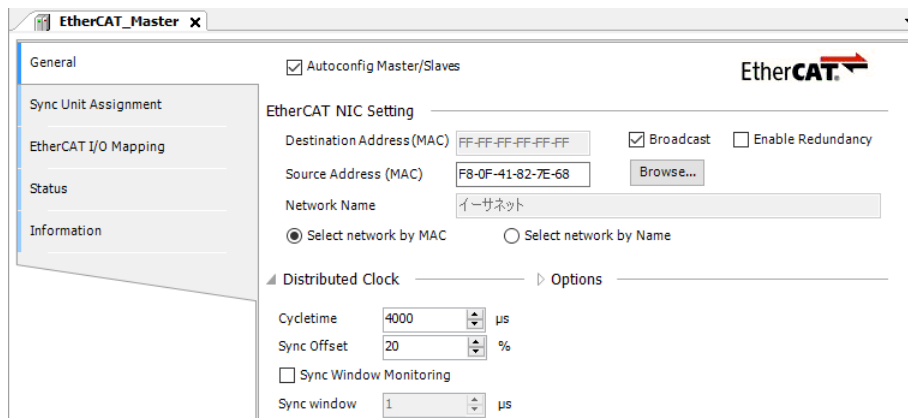 EtherCAT_Master
General
Autoconfig Master/Slaves
EtherCAT
Sync Unit Assignment
EtherCAT NIC Setting
EtherCAT I/O Mapping
Destination Address(MAC) FF-FF-FF-FF-FF-FF Broadcast Enable Redundancy
Source Address (MAC) F8-0F-41-82-7E-68 Browse...
Status
Network Name イーサネット
Information
Select network by MAC Select network by Name
Distributed Clock Options
Cycletime 4000 µs
Sync Offset 20 %
Sync Window Monitoring
Sync window 1 µs